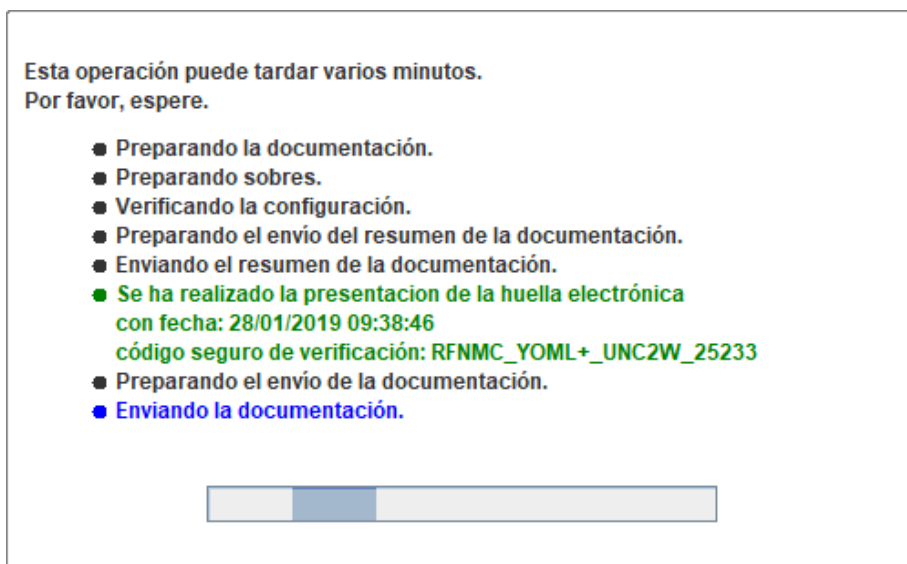 Esta operación puede tardar varios minutos.
Por favor, espere.
Preparando la documentación.
Preparando sobres.
Verificando la configuración.
Preparando el envío del resumen de la documentación.
Enviando el resumen de la documentación.
Se ha realizado la presentacion de la huella electrónica
con fecha: 28/01/2019 09:38:46
código seguro de verificación: RFNMC_YOML+_UNC2W_25233
Preparando el envío de la documentación.
Enviando la documentación.